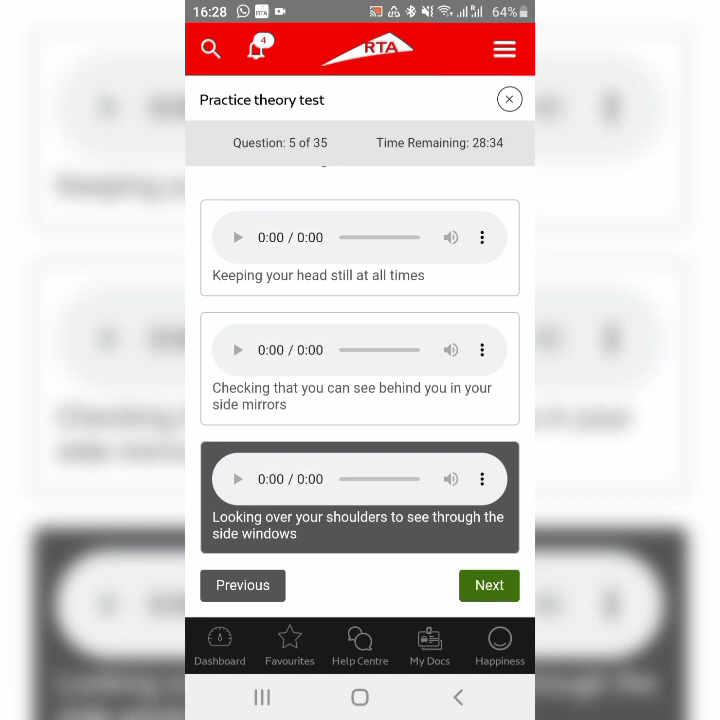 16:28
64%
4
RTA
Practice theory test
Question: 5 of 35 Time Remaining: 28:34
0:00 / 0:00
Keeping your head still at all times
0:00 / 0:00
Checking that you can see behind you in your
side mirrors
0:00 / 0:00
Looking over your shoulders to see through the
side windows
Previous Next
Dashboard Favourites Help Centre My Docs Happiness